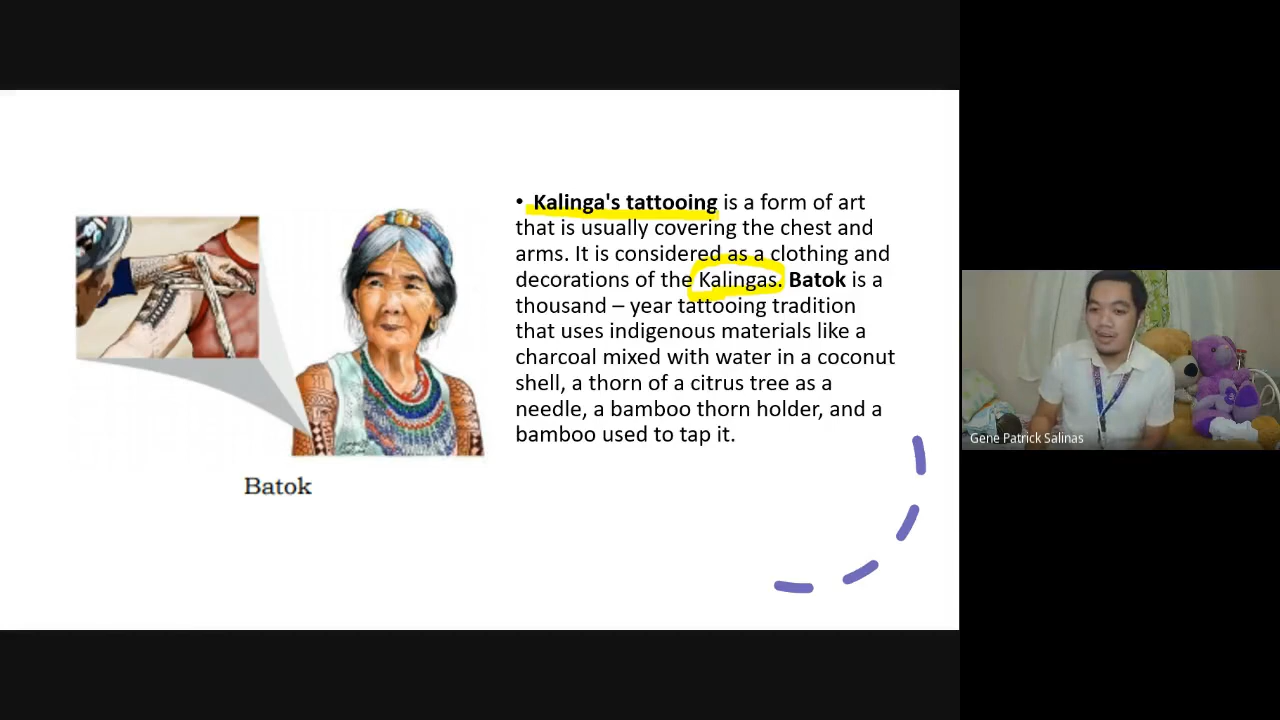 • Kalinga's tattooing is a form of art
that is usually covering the chest and
arms. It is considered as a clothing and
decorations of the Kalingas. Batok is a
thousand – year tattooing tradition
that uses indigenous materials like a
charcoal mixed with water in a coconut
shell, a thorn of a citrus tree as a
needle, a bamboo thorn holder, and a
bamboo used to tap it.
Batok
Gene Patrick Salinas